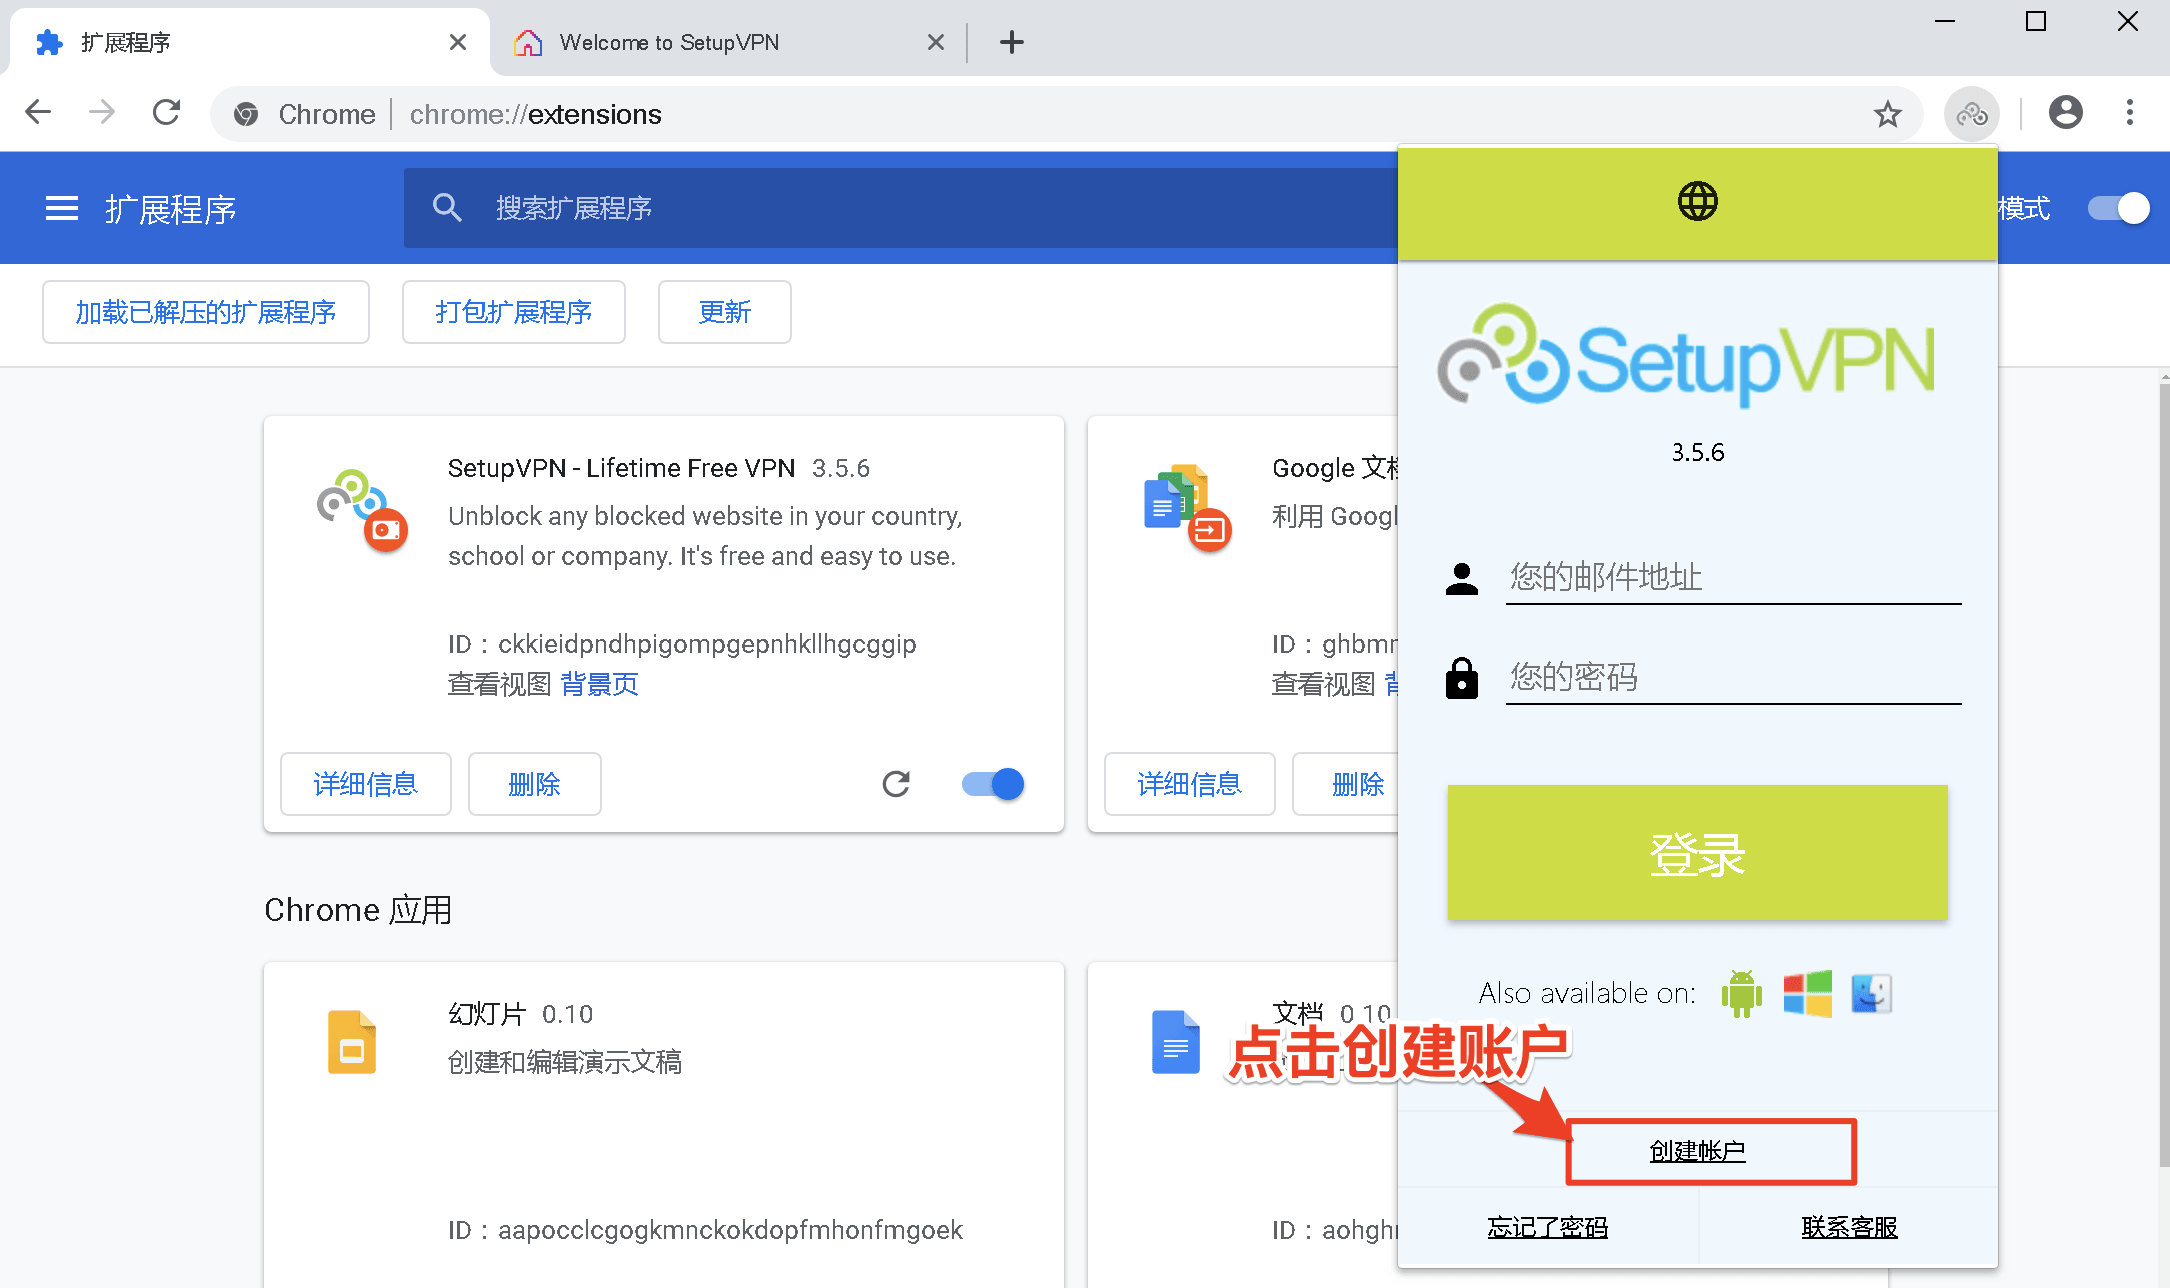 扩展程序
Welcome to SetupVPN
Chrome
chrome://extensions
扩展程序
搜索扩展程序
模式
加载已解压的扩展程序
打包扩展程序
更新
SetupVPN - Lifetime Free VPN 3.5.6
Unblock any blocked website in your country,
school or company. It's free and easy to use.
ID：ckkieidpndhpigompgepnhkllhgcggip
查看视图 背景页
详细信息
删除
Google 文
利用 Googl
ID：ghbmn
查看视图
详细信息
删除
Chrome 应用
幻灯片 0.10
创建和编辑演示文稿
ID：aapocclcgogkmnckokdopfmhonfmgoek
文档 0.10
ID：aohgh
SetupVPN
3.5.6
您的邮件地址
您的密码
登录
Also available on:
点击创建账户
创建帐户
忘记了密码
联系客服